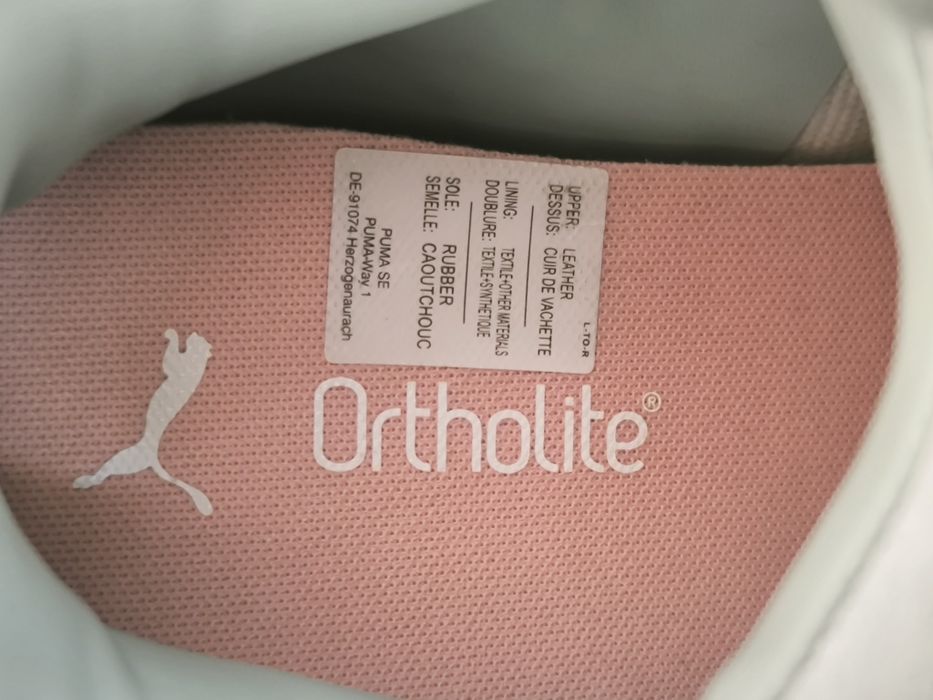 L-TO-R
UPPER: LEATHER
DESSUS: CUIR DE VACHETTE
LINING: TEXTILE+OTHER MATERIALS
DOUBLURE: TEXTILE+SYNTHETIQUE
SOLE: RUBBER
SEMELLE: CAOUTCHOUC
PUMA SE
PUMA-Way 1
DE-91074 Herzogenaurach
Ortholite®